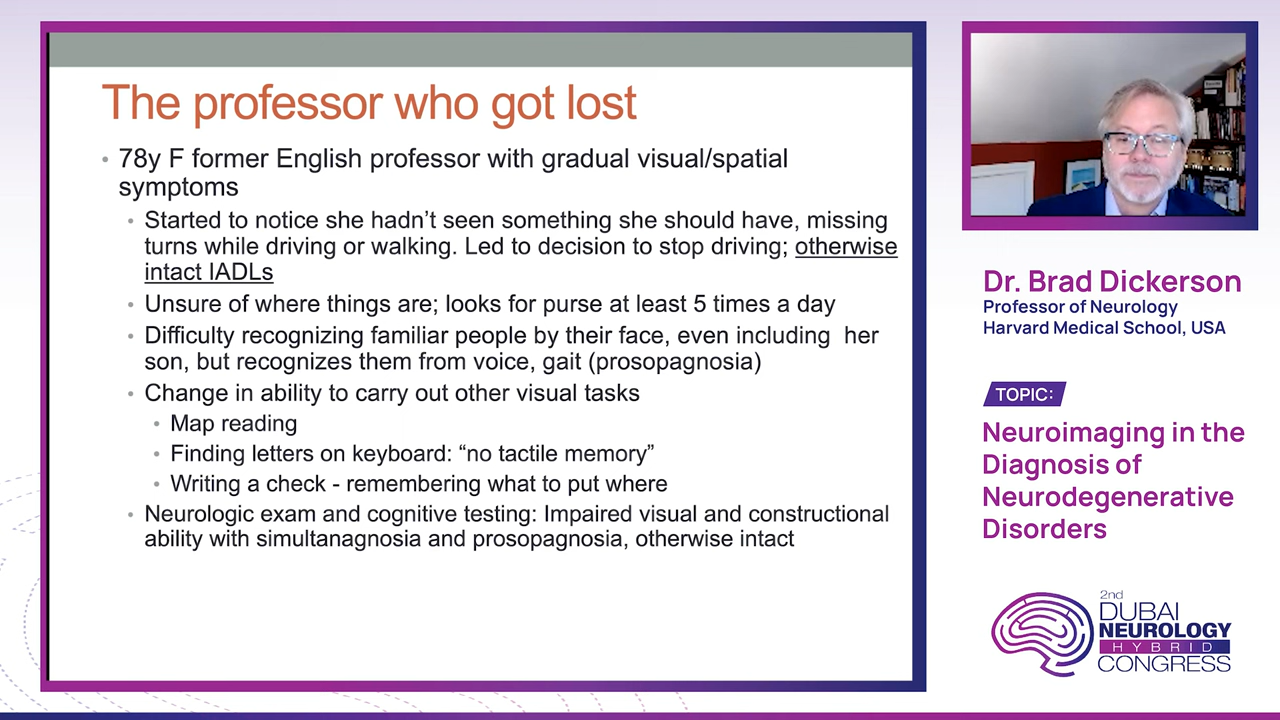 The professor who got lost
• 78y F former English professor with gradual visual/spatial
symptoms
• Started to notice she hadn't seen something she should have, missing
turns while driving or walking. Led to decision to stop driving; otherwise
intact IADLs
• Unsure of where things are; looks for purse at least 5 times a day
• Difficulty recognizing familiar people by their face, even including her
son, but recognizes them from voice, gait (prosopagnosia)
• Change in ability to carry out other visual tasks
• Map reading
• Finding letters on keyboard: “no tactile memory”
• Writing a check - remembering what to put where
• Neurologic exam and cognitive testing: Impaired visual and constructional
ability with simultanagnosia and prosopagnosia, otherwise intact
Dr. Brad Dickerson
Professor of Neurology
Harvard Medical School, USA
TOPIC:
Neuroimaging in the
Diagnosis of
Neurodegenerative
Disorders
2nd
DUBAI
NEUROLOGY
HYBRID
CONGRESS